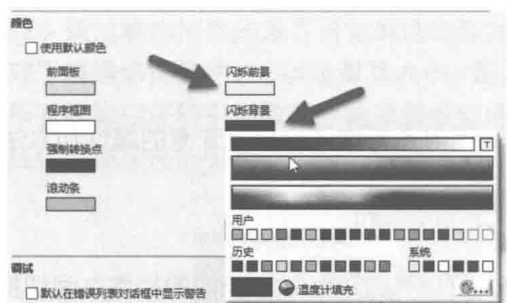 颜色
使用默认颜色
前面板
闪烁前景
程序框图
闪烁背景
强制转换点
T
滚动条
用户
历史
系统
调试
默认在错误列表对话框中显示警告
温度计填充